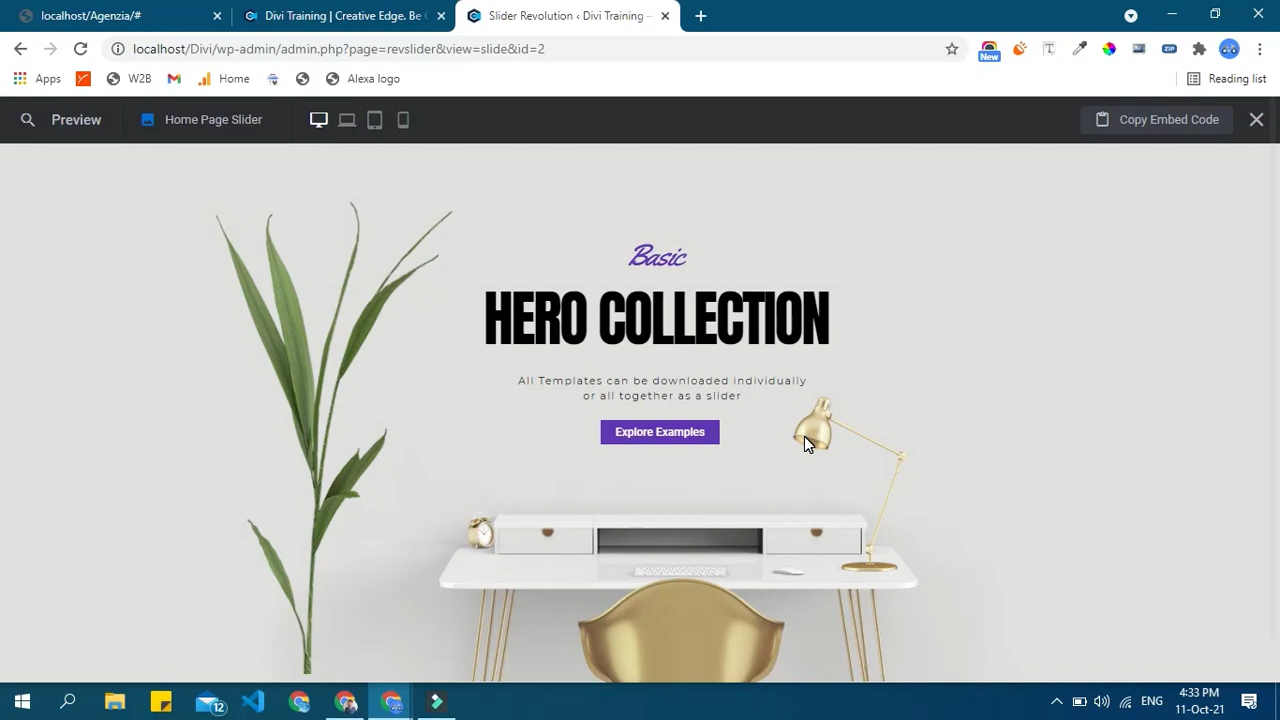 localhost/Agenzia/#
Divi Training | Creative Edge. Be C
Slider Revolution ‹ Divi Training —
localhost/Divi/wp-admin/admin.php?page=revslider&view=slide&id=2
New
T
ZIP
Apps
W2B
Home
Alexa logo
Reading list
Preview
Home Page Slider
Copy Embed Code
Basic
HERO COLLECTION
All Templates can be downloaded individually
or all together as a slider
Explore Examples
12
ENG
4:33 PM
11-Oct-21